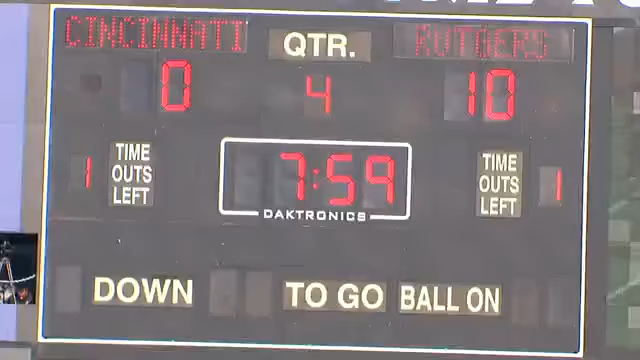 CINCINNATI QTR. RUTGERS
0 4 10
1 TIME OUTS LEFT 7:59 TIME OUTS LEFT 1
DAKTRONICS
DOWN TO GO BALL ON